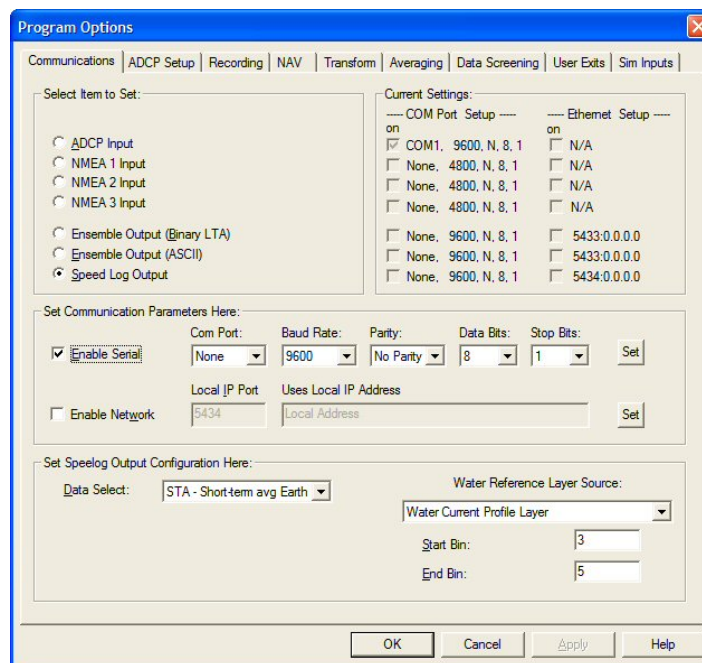 Program Options
Communications ADCP Setup Recording NAV Transform Averaging Data Screening User Exits Sim Inputs
Select Item to Set:
ADCP Input
NMEA 1 Input
NMEA 2 Input
NMEA 3 Input
Ensemble Output (Binary LTA)
Ensemble Output (ASCII)
Speed Log Output
Current Settings:
----- COM Port Setup ----- ----- Ethernet Setup -----
on on
COM1, 9600, N, 8, 1 N/A
None, 4800, N, 8, 1 N/A
None, 4800, N, 8, 1 N/A
None, 4800, N, 8, 1 N/A
None, 9600, N, 8, 1 5433:0.0.0.0
None, 9600, N, 8, 1 5433:0.0.0.0
None, 9600, N, 8, 1 5434:0.0.0.0
Set Communication Parameters Here:
Com Port: Baud Rate: Parity: Data Bits: Stop Bits:
Enable Serial None 9600 No Parity 8 1 Set
Local IP Port Uses Local IP Address
Enable Network 5434 Local Address Set
Set Speelog Output Configuration Here:
Data Select: STA - Short-term avg Earth
Water Reference Layer Source:
Water Current Profile Layer
Start Bin: 3
End Bin: 5
OK Cancel Apply Help